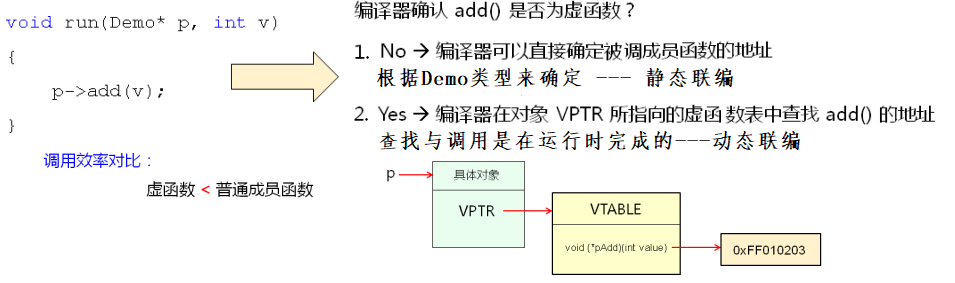 void run(Demo* p, int v)
{
p->add(v);
}
调用效率对比：
虚函数 < 普通成员函数
编译器确认 add() 是否为虚函数？
1. No → 编译器可以直接确定被调成员函数的地址
根据Demo类型来确定 --- 静态联编
2. Yes → 编译器在对象 VPTR 所指向的虚函数表中查找 add() 的地址
查找与调用是在运行时完成的---动态联编
p
具体对象
VPTR
VTABLE
void (*pAdd)(int value)
0xFF010203